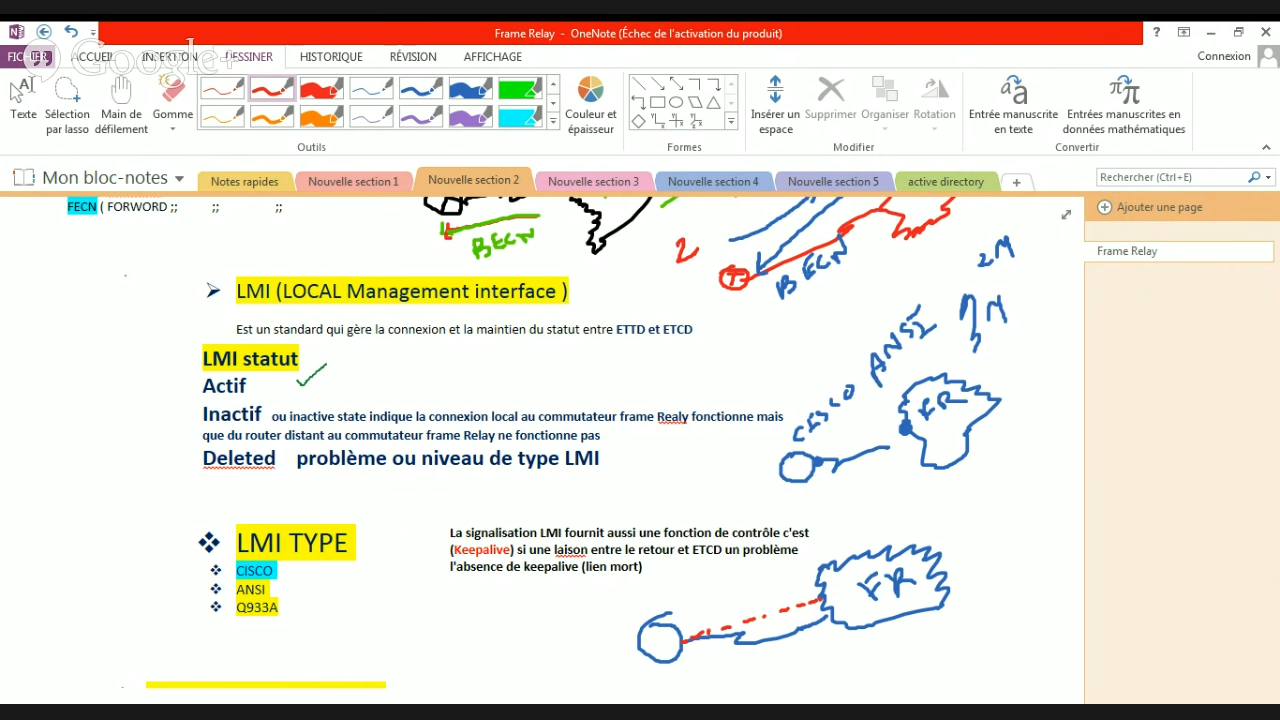 Frame Relay - OneNote (Échec de l'activation du produit)
FICHIER ACCUEIL INSERTION DESSINER HISTORIQUE RÉVISION AFFICHAGE
Google+
Connexion
Texte
Sélection par lasso
Main de défilement
Gomme
Couleur et épaisseur
Insérer un espace
Supprimer
Organiser
Rotation
Entrée manuscrite en texte
Entrées manuscrites en données mathématiques
Outils
Formes
Modifier
Convertir
Mon bloc-notes
Notes rapides
Nouvelle section 1
Nouvelle section 2
Nouvelle section 3
Nouvelle section 4
Nouvelle section 5
active directory
Rechercher (Ctrl+E)
Ajouter une page
Frame Relay
FECN ( FORWORD ;; ;; ;;
BECN
2
BECN
2M
LMI (LOCAL Management interface )
Est un standard qui gère la connexion et la maintien du statut entre ETTD et ETCD
LMI statut
Actif
Inactif ou inactive state indique la connexion local au commutateur frame Realy fonctionne mais
que du router distant au commutateur frame Relay ne fonctionne pas
Deleted problème ou niveau de type LMI
ANSI
M
CISCO
FR
LMI TYPE
CISCO
ANSI
Q933A
La signalisation LMI fournit aussi une fonction de contrôle c'est
(Keepalive) si une laison entre le retour et ETCD un problème
l'absence de keepalive (lien mort)
FR